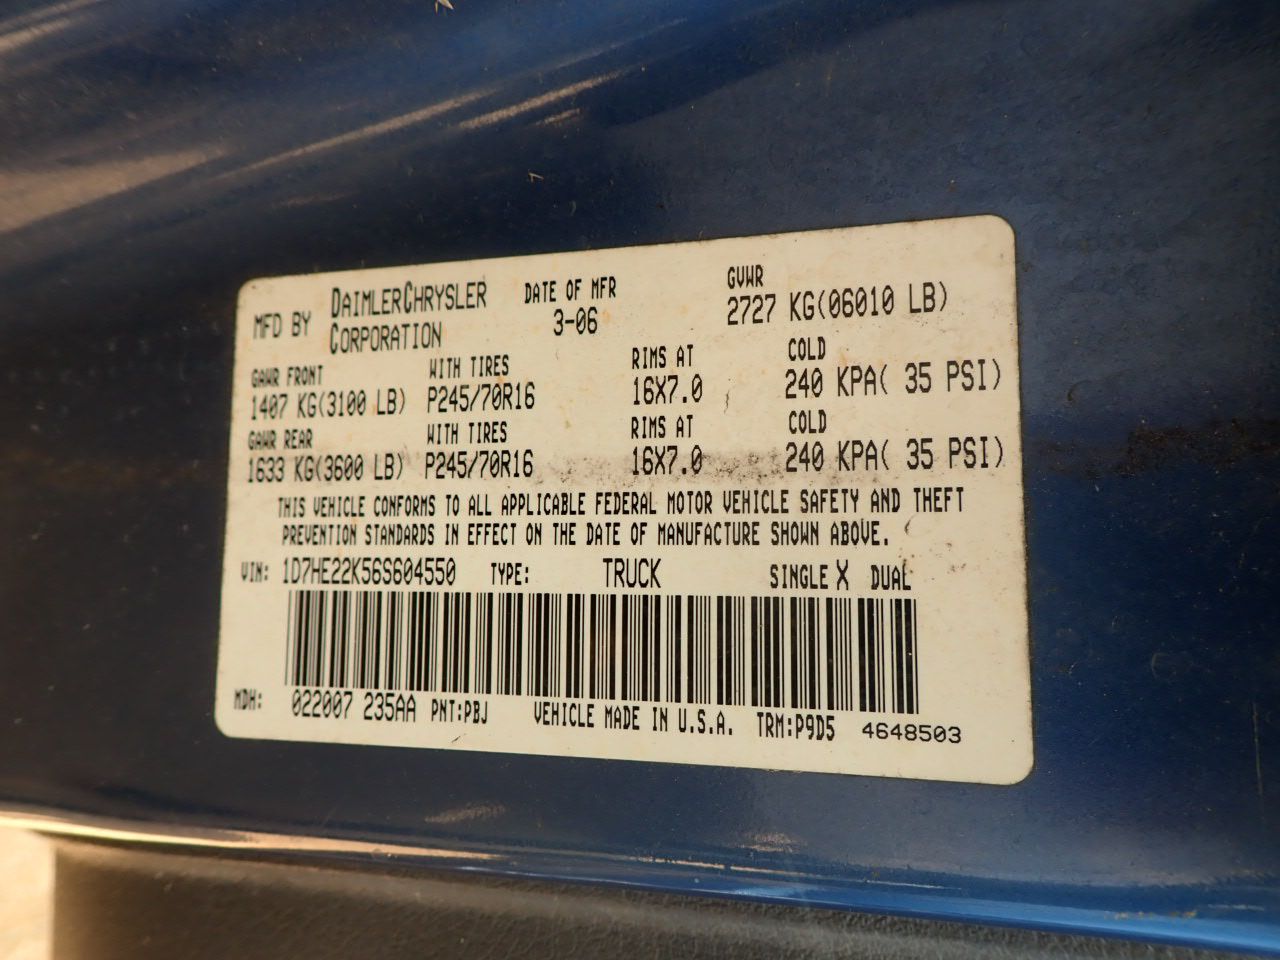 MFD BY DAIMLERCHRYSLER CORPORATION DATE OF MFR 3-06 GVWR 2727 KG(06010 LB)
GAWR FRONT WITH TIRES RIMS AT COLD
1407 KG(3100 LB) P245/70R16 16X7.0 240 KPA( 35 PSI)
GAWR REAR WITH TIRES RIMS AT COLD
1633 KG(3600 LB) P245/70R16 16X7.0 240 KPA( 35 PSI)
THIS VEHICLE CONFORMS TO ALL APPLICABLE FEDERAL MOTOR VEHICLE SAFETY AND THEFT
PREVENTION STANDARDS IN EFFECT ON THE DATE OF MANUFACTURE SHOWN ABOVE.
VIN: 1D7HE22K56S604550 TYPE: TRUCK SINGLE X DUAL
MDH: 022007 235AA PNT:PBJ VEHICLE MADE IN U.S.A. TRM:P9D5 4648503